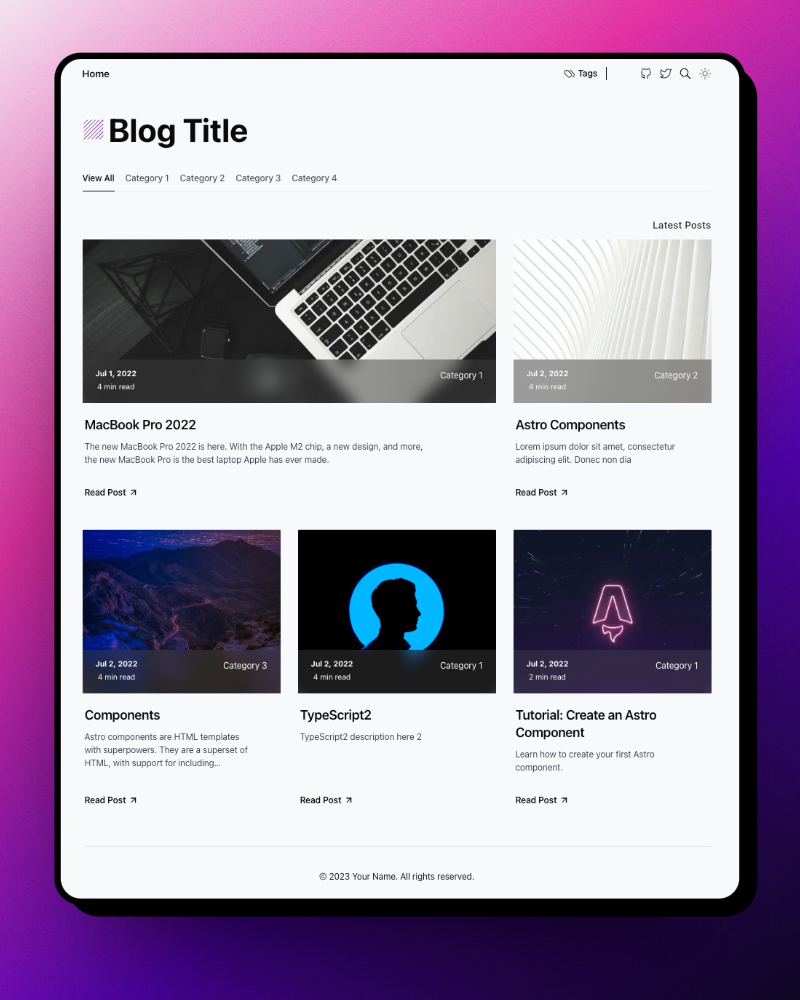 Home
Tags
Blog Title
View All Category 1 Category 2 Category 3 Category 4
Latest Posts
Jul 1, 2022
4 min read
Category 1
Jul 2, 2022
4 min read
Category 2
MacBook Pro 2022
The new MacBook Pro 2022 is here. With the Apple M2 chip, a new design, and more,
the new MacBook Pro is the best laptop Apple has ever made.
Read Post
Astro Components
Lorem ipsum dolor sit amet, consectetur
adipiscing elit. Donec non dia
Read Post
Jul 2, 2022
4 min read
Category 3
Jul 2, 2022
4 min read
Category 1
Jul 2, 2022
2 min read
Category 1
Components
Astro components are HTML templates
with superpowers. They are a superset of
HTML, with support for including...
Read Post
TypeScript2
TypeScript2 description here 2
Read Post
Tutorial: Create an Astro
Component
Learn how to create your first Astro
component.
Read Post
© 2023 Your Name. All rights reserved.